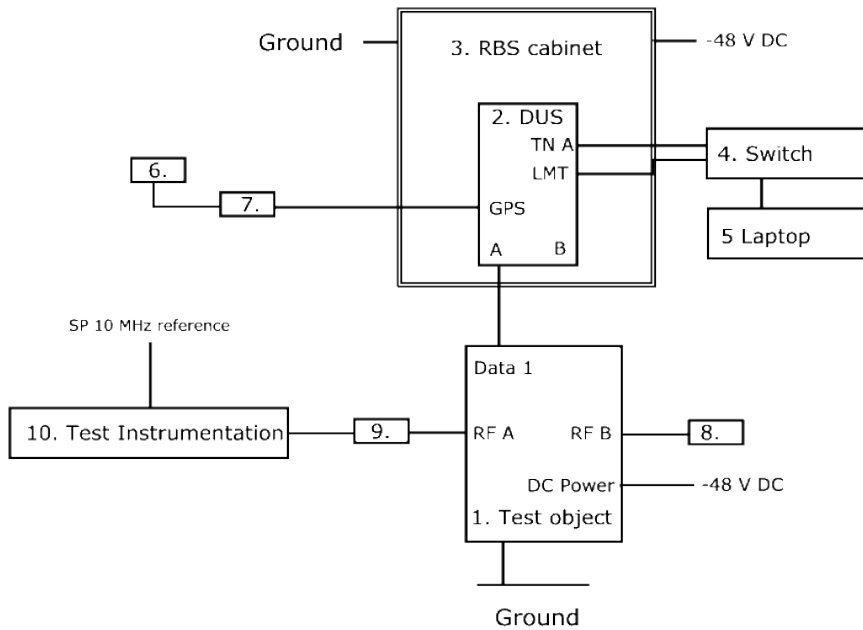 Ground
3. RBS cabinet
-48 V DC
2. DUS
TN A
4. Switch
LMT
6.
7.
GPS
5 Laptop
A
B
SP 10 MHz reference
Data 1
10. Test Instrumentation
9.
RF A
RF B
8.
DC Power
-48 V DC
1. Test object
Ground